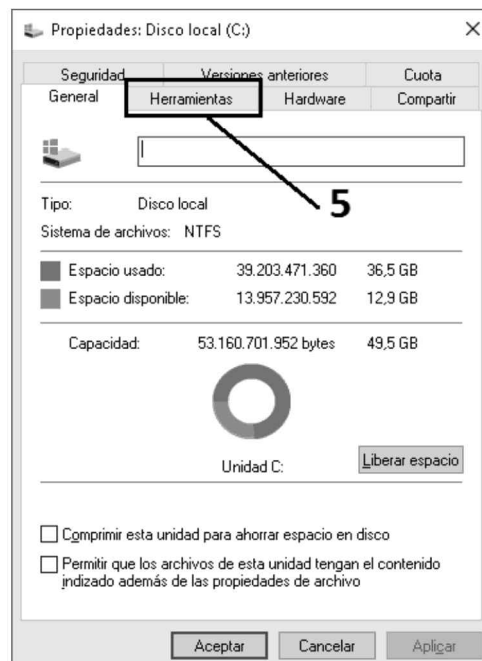 Propiedades: Disco local (C:)
Seguridad Versiones anteriores Cuota
General Herramientas Hardware Compartir
5
Tipo: Disco local
Sistema de archivos: NTFS
Espacio usado: 39.203.471.360 36,5 GB
Espacio disponible: 13.957.230.592 12,9 GB
Capacidad: 53.160.701.952 bytes 49,5 GB
Unidad C: Liberar espacio
Comprimir esta unidad para ahorrar espacio en disco
Permitir que los archivos de esta unidad tengan el contenido
indizado además de las propiedades de archivo
Aceptar Cancelar Aplicar